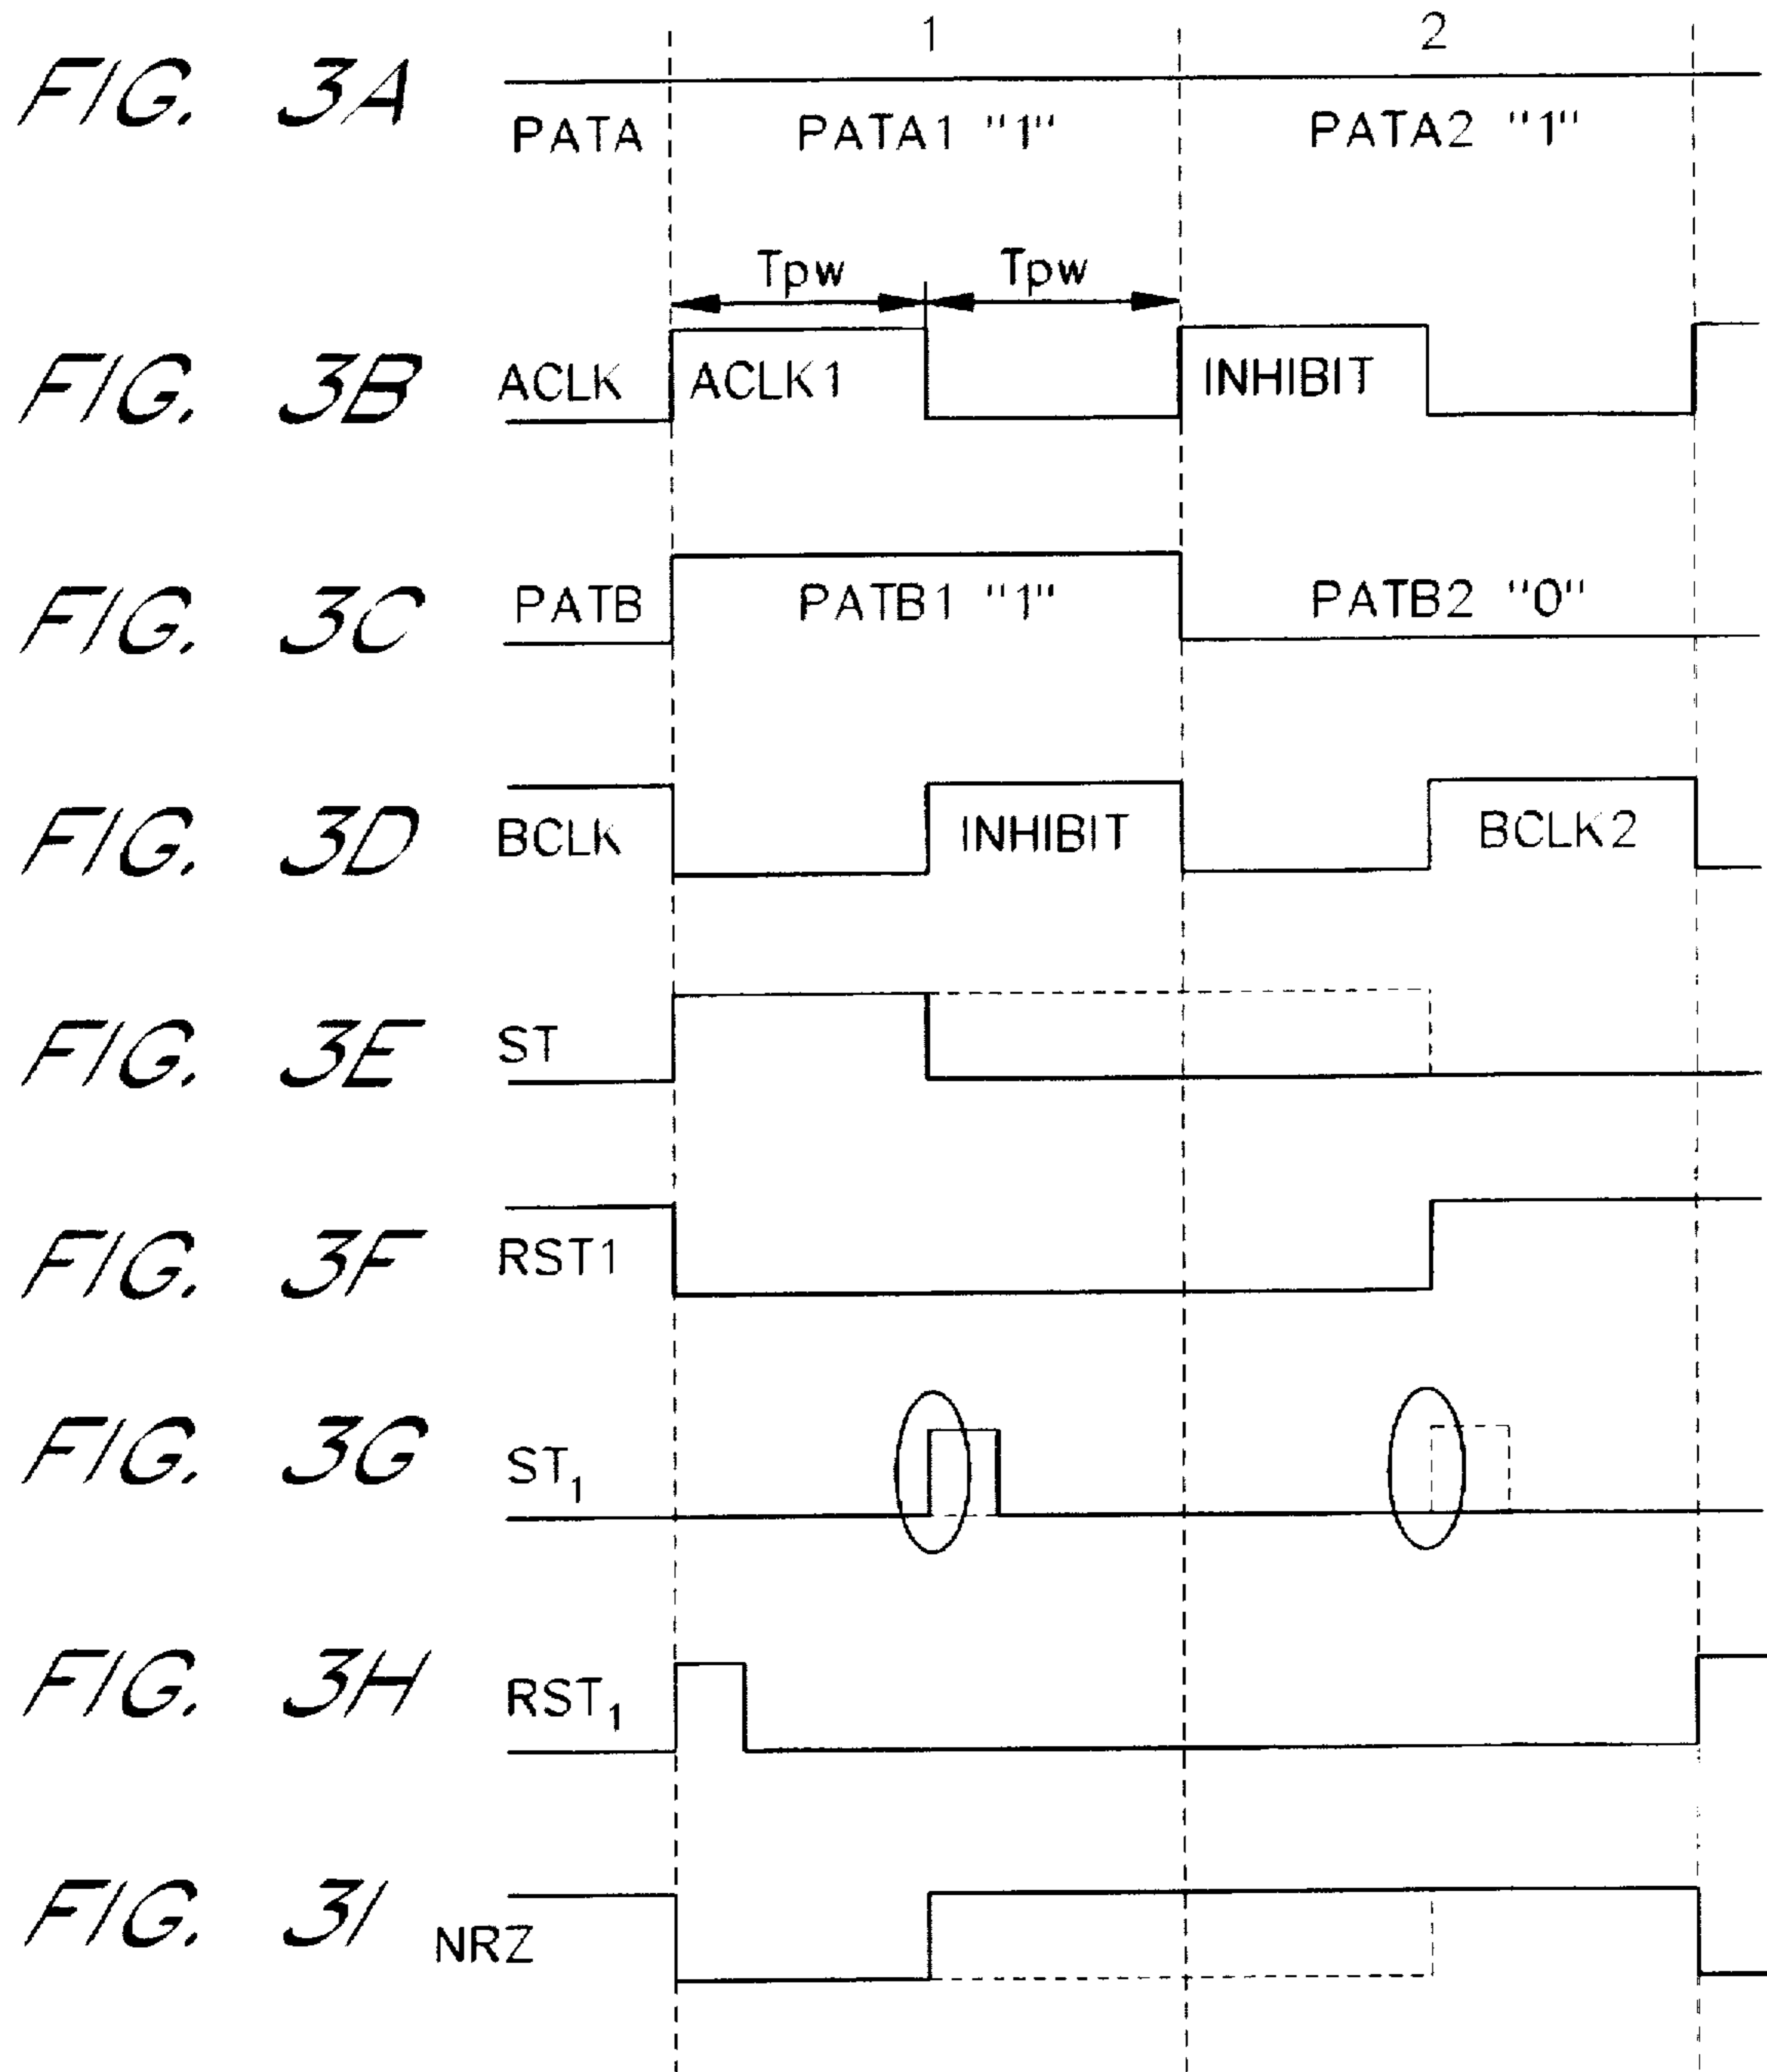 1 2
FIG. 3A
PATA PATA1 "1" PATA2 "1"
Tpw Tpw
FIG. 3B ACLK ACLK1 INHIBIT
FIG. 3C PATB PATB1 "1" PATB2 "0"
FIG. 3D BCLK INHIBIT BCLK2
FIG. 3E ST
FIG. 3F RST1
FIG. 3G ST₁
FIG. 3H RST₁
FIG. 3I NRZ